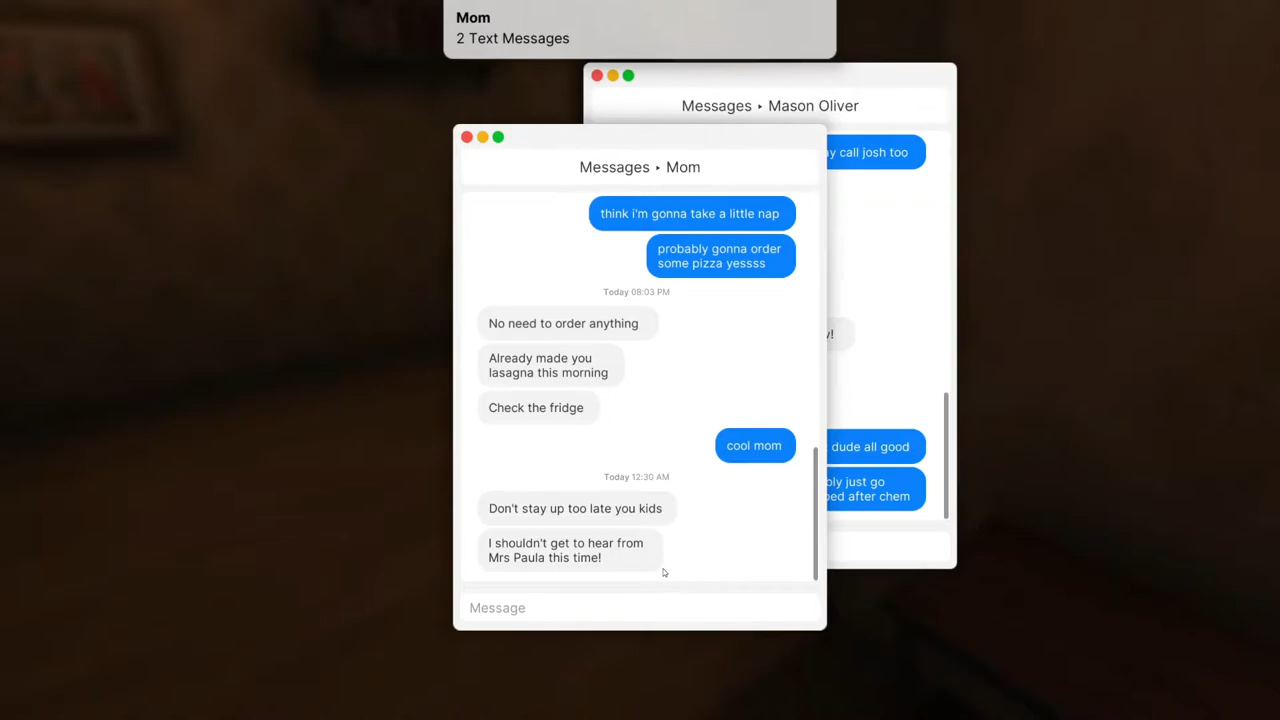 Mom
2 Text Messages
Messages ▸ Mason Oliver
call josh too
Messages ▸ Mom
think i'm gonna take a little nap
probably gonna order
some pizza yessss
Today 08:03 PM
No need to order anything
Already made you
lasagna this morning
Check the fridge
cool mom
dude all good
just go
after chem
Today 12:30 AM
Don't stay up too late you kids
I shouldn't get to hear from
Mrs Paula this time!
Message